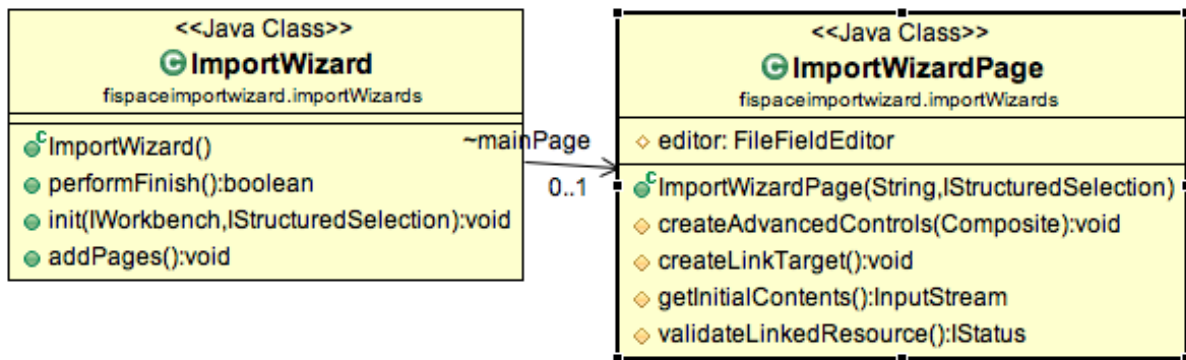 <<Java Class>>
ImportWizard
fispaceimportwizard.importWizards
ImportWizard()
performFinish():boolean
init(IWorkbench,IStructuredSelection):void
addPages():void
~mainPage
0..1
<<Java Class>>
ImportWizardPage
fispaceimportwizard.importWizards
editor: FileFieldEditor
ImportWizardPage(String,IStructuredSelection)
createAdvancedControls(Composite):void
createLinkTarget():void
getInitialContents():InputStream
validateLinkedResource():IStatus